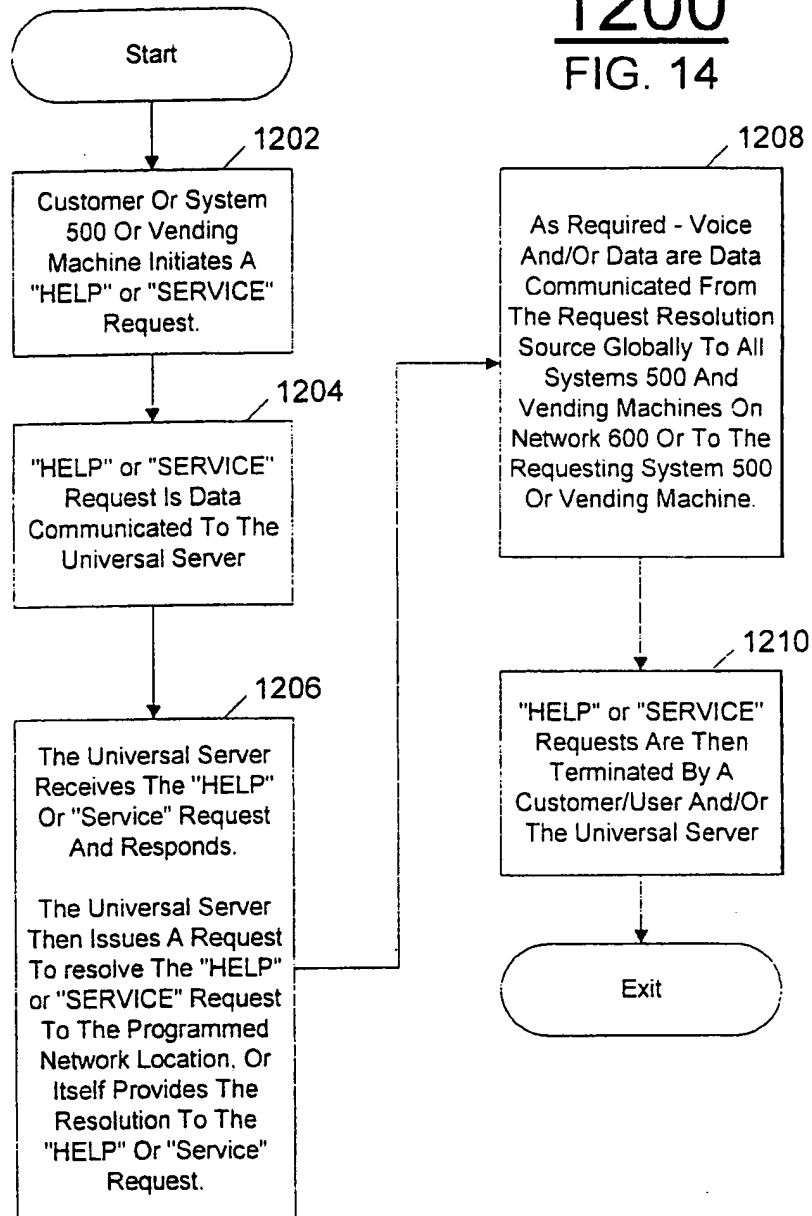 1200
FIG. 14
Start
1202
Customer Or System
500 Or Vending
Machine Initiates A
"HELP" or "SERVICE"
Request.
1204
"HELP" or "SERVICE"
Request Is Data
Communicated To The
Universal Server
1206
The Universal Server
Receives The "HELP"
Or "Service" Request
And Responds.
The Universal Server
Then Issues A Request
To resolve The "HELP"
or "SERVICE" Request
To The Programmed
Network Location, Or
Itself Provides The
Resolution To The
"HELP" Or "Service"
Request.
1208
As Required - Voice
And/Or Data are Data
Communicated From
The Request Resolution
Source Globally To All
Systems 500 And
Vending Machines On
Network 600 Or To The
Requesting System 500
Or Vending Machine.
1210
"HELP" or "SERVICE"
Requests Are Then
Terminated By A
Customer/User And/Or
The Universal Server
Exit